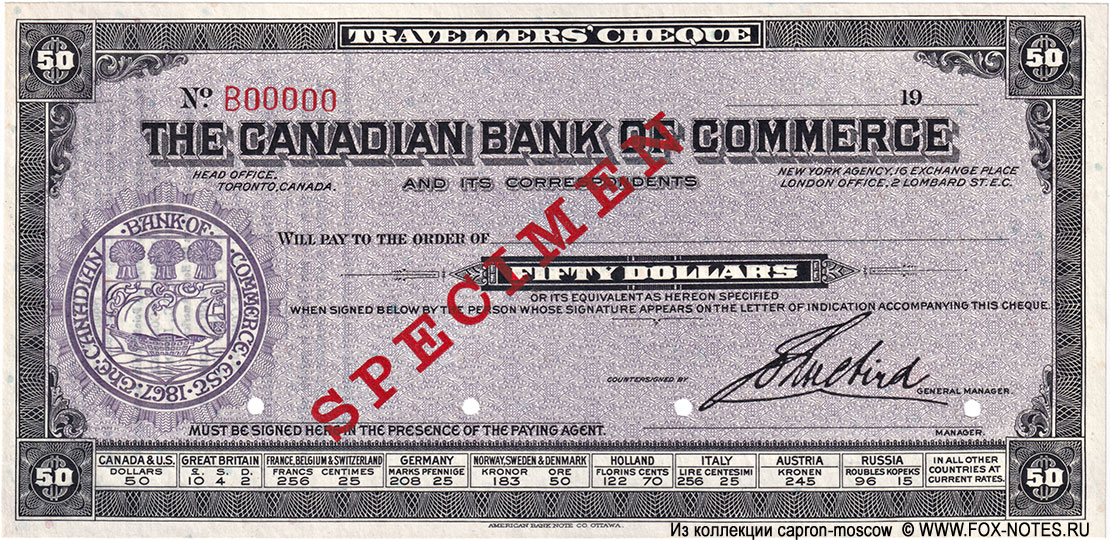 TRAVELLERS' CHEQUE
50 50
No. B00000 19
THE CANADIAN BANK OF COMMERCE
HEAD OFFICE.
TORONTO, CANADA.
AND ITS CORRESPONDENTS
NEW YORK AGENCY, 16 EXCHANGE PLACE
LONDON OFFICE, 2 LOMBARD ST. E.C.
THE CANADIAN BANK OF COMMERCE. EST. 1867.
WILL PAY TO THE ORDER OF
FIFTY DOLLARS
OR ITS EQUIVALENT AS HEREON SPECIFIED
WHEN SIGNED BELOW BY THE PERSON WHOSE SIGNATURE APPEARS ON THE LETTER OF INDICATION ACCOMPANYING THIS CHEQUE.
SPECIMEN
COUNTERSIGNED BY GENERAL MANAGER.
MUST BE SIGNED HEREIN THE PRESENCE OF THE PAYING AGENT. MANAGER.
50 50
CANADA & U.S. GREAT BRITAIN FRANCE, BELGIUM & SWITZERLAND GERMANY NORWAY, SWEDEN & DENMARK HOLLAND ITALY AUSTRIA RUSSIA IN ALL OTHER
DOLLARS £. S. D. FRANCS CENTIMES MARKS PFENNIGE KRONOR ORE FLORINS CENTS LIRE CENTESIMI KRONEN ROUBLES KOPEKS COUNTRIES AT
50 10 4 2 256 25 208 25 183 50 122 70 256 25 245 96 15 CURRENT RATES.
AMERICAN BANK NOTE CO. OTTAWA.
Из коллекции capron-moscow © WWW.FOX-NOTES.RU